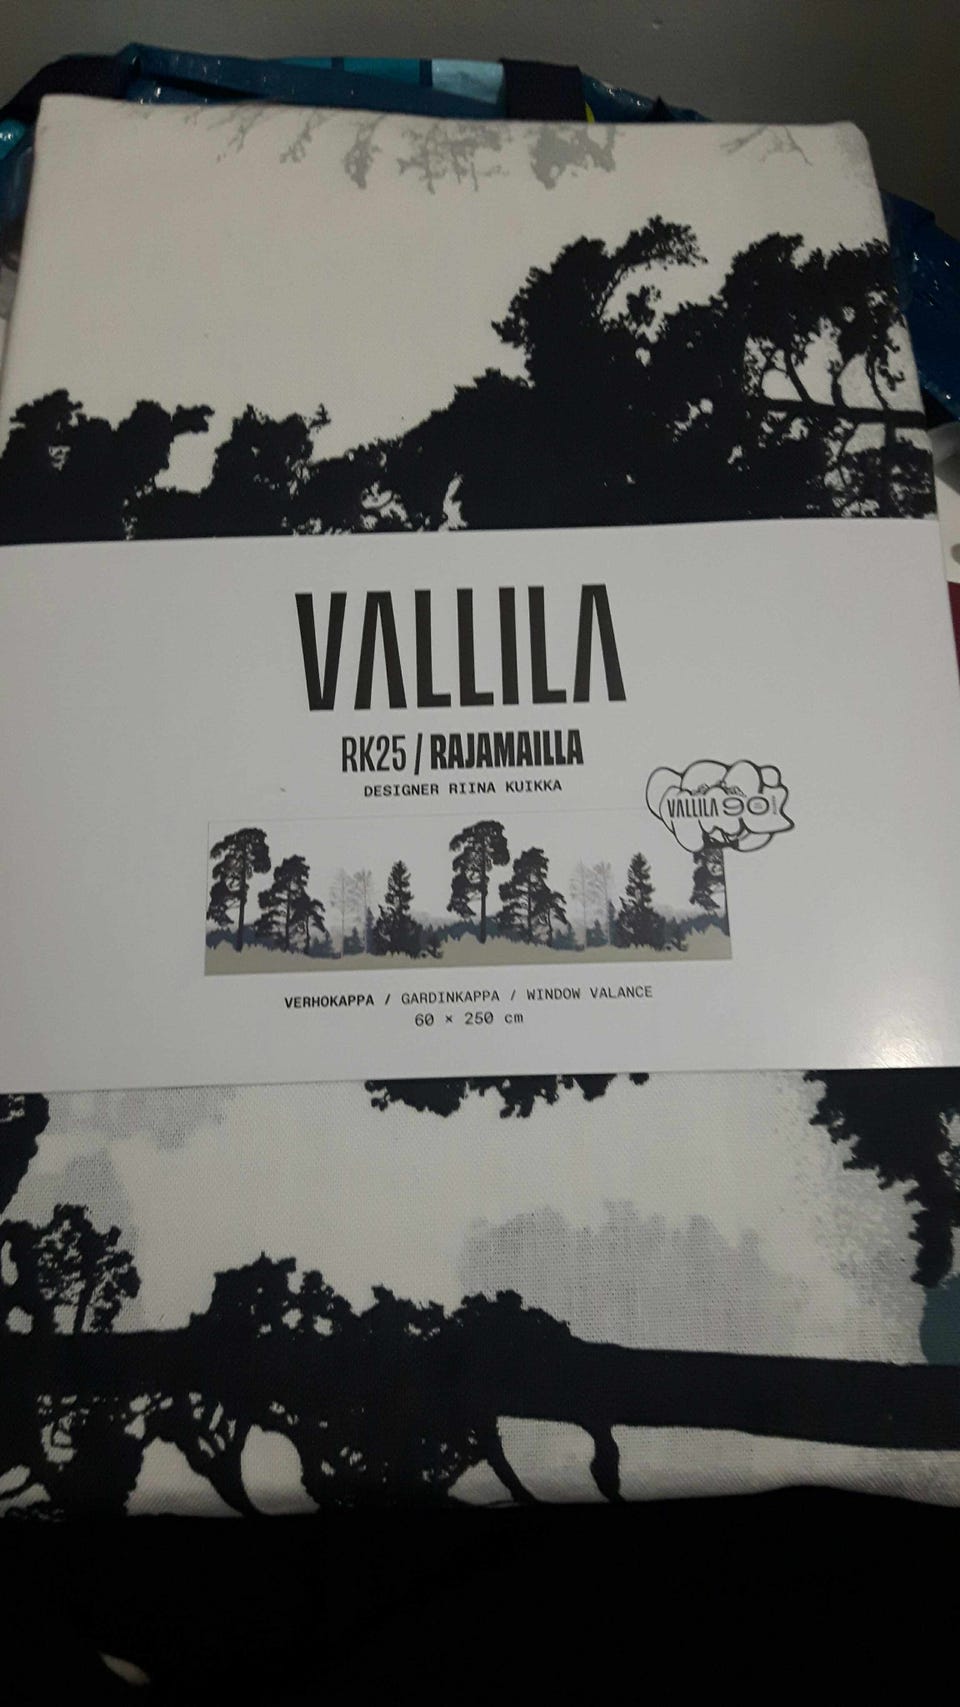 VALLILA
RK25 / RAJAMAILLA
DESIGNER RIINA KUIKKA
VALLILA 90
VERHOKAPPA / GARDINKAPPA / WINDOW VALANCE
60 × 250 cm